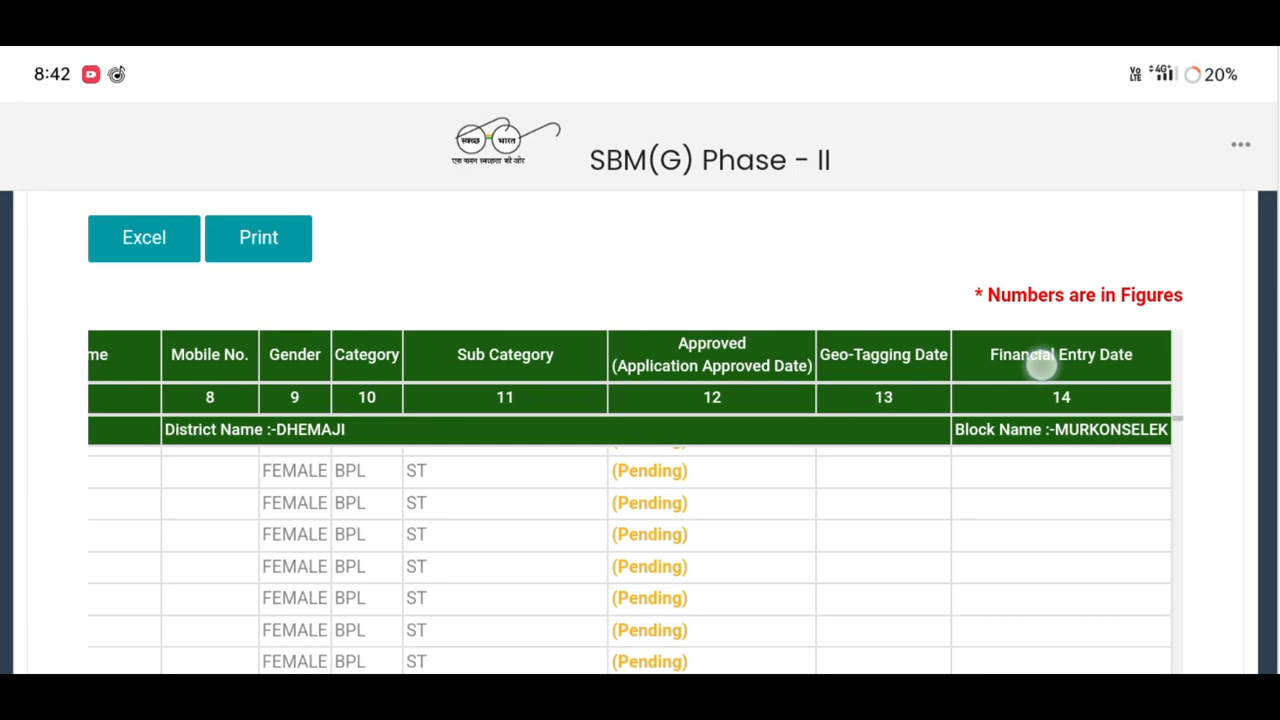 8:42 Vo LTE 4G+ 20%
स्वच्छ भारत
एक कदम स्वच्छता की ओर
SBM(G) Phase - II
Excel Print
* Numbers are in Figures
me Mobile No. Gender Category Sub Category Approved (Application Approved Date) Geo-Tagging Date Financial Entry Date
8 9 10 11 12 13 14
District Name :-DHEMAJI Block Name :-MURKONSELEK
FEMALE BPL ST (Pending)
FEMALE BPL ST (Pending)
FEMALE BPL ST (Pending)
FEMALE BPL ST (Pending)
FEMALE BPL ST (Pending)
FEMALE BPL ST (Pending)
FEMALE BPL ST (Pending)